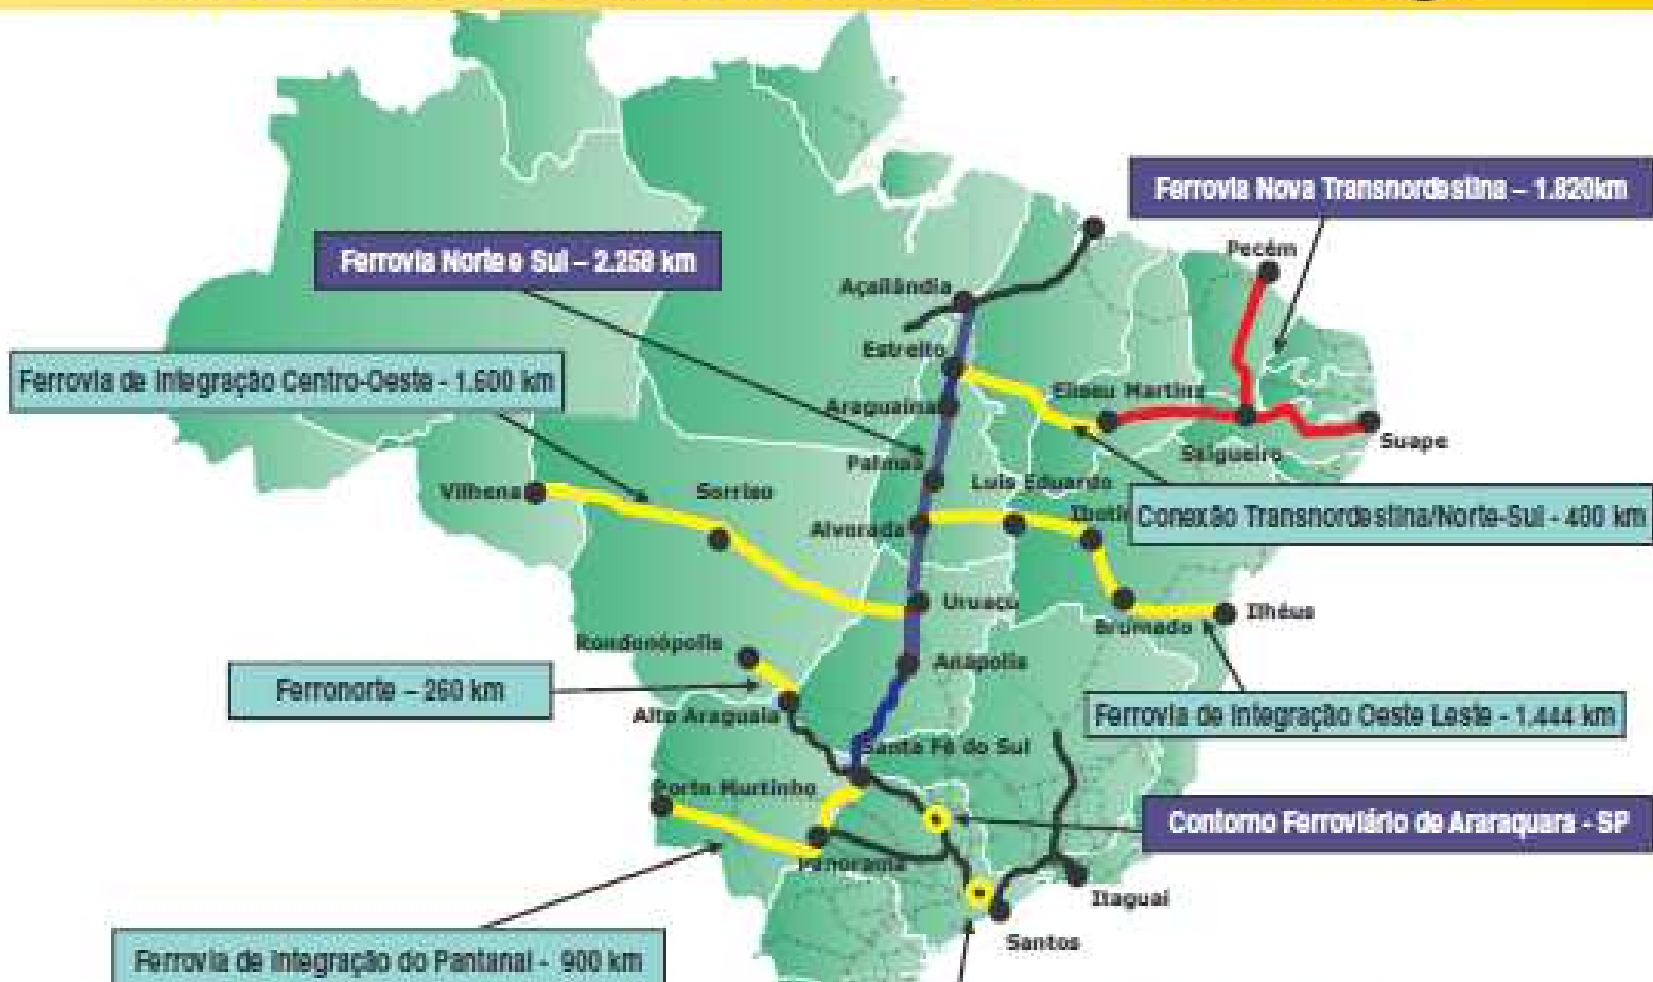 Ferrovia Nova Transnordestina – 1.820km
Pecém
Ferrovia Norte e Sul – 2.258 km
Açailândia
Estreito
Ferrovia de Integração Centro-Oeste - 1.600 km
Eliseu Martins
Araguaina
Suape
Salgueiro
Palmas
Luis Eduardo
Vilhena
Sorriso
Conexão Transnordestina/Norte-Sul - 400 km
Alvorada
Uruaçu
Ilhéus
Brumado
Rondonópolis
Anápolis
Ferronorte – 260 km
Alto Araguaia
Ferrovia de Integração Oeste Leste - 1.444 km
Santa Fé do Sul
Porto Murtinho
Contorno Ferroviário de Araraquara - SP
Panorama
Itaguaí
Santos
Ferrovia de Integração do Pantanal - 900 km